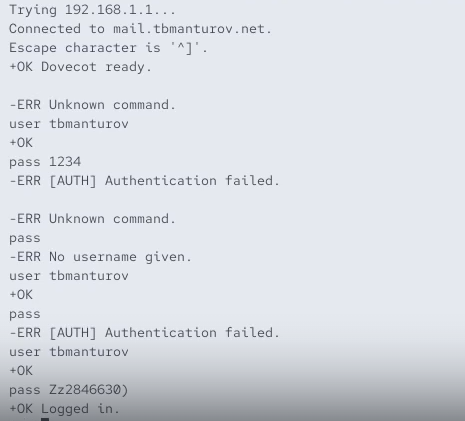 Trying 192.168.1.1...
Connected to mail.tbmanturov.net.
Escape character is '^]'.
+OK Dovecot ready.
-ERR Unknown command.
user tbmanturov
+OK
pass 1234
-ERR [AUTH] Authentication failed.
-ERR Unknown command.
pass
-ERR No username given.
user tbmanturov
+OK
pass
-ERR [AUTH] Authentication failed.
user tbmanturov
+OK
pass Zz2846630)
+OK Logged in.